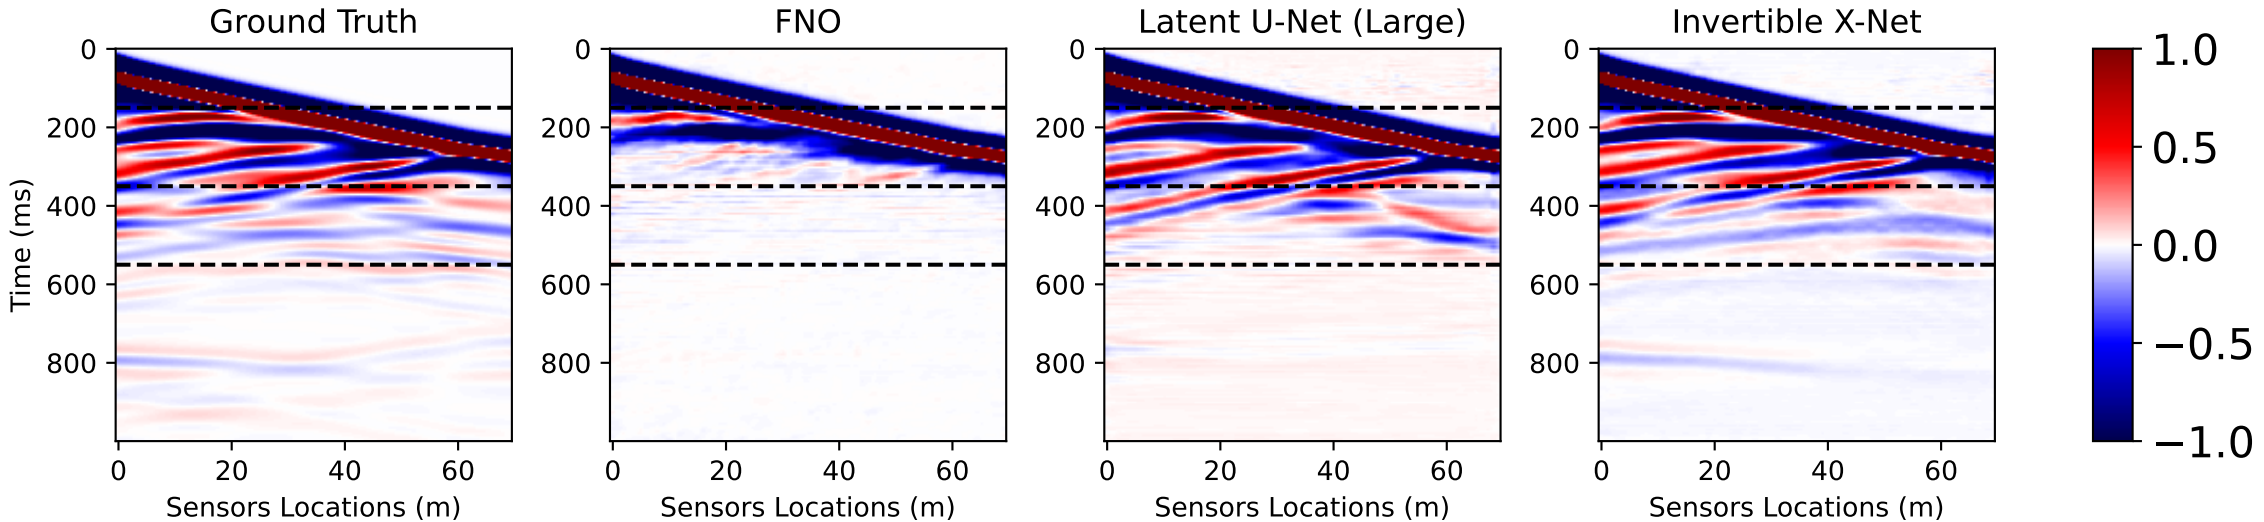 Ground Truth
FNO
Latent U-Net (Large)
Invertible X-Net
0
200
400
600
800
Time (ms)
0 20 40 60
Sensors Locations (m)
0
200
400
600
800
0 20 40 60
Sensors Locations (m)
0
200
400
600
800
0 20 40 60
Sensors Locations (m)
0
200
400
600
800
0 20 40 60
Sensors Locations (m)
1.0
0.5
0.0
−0.5
−1.0